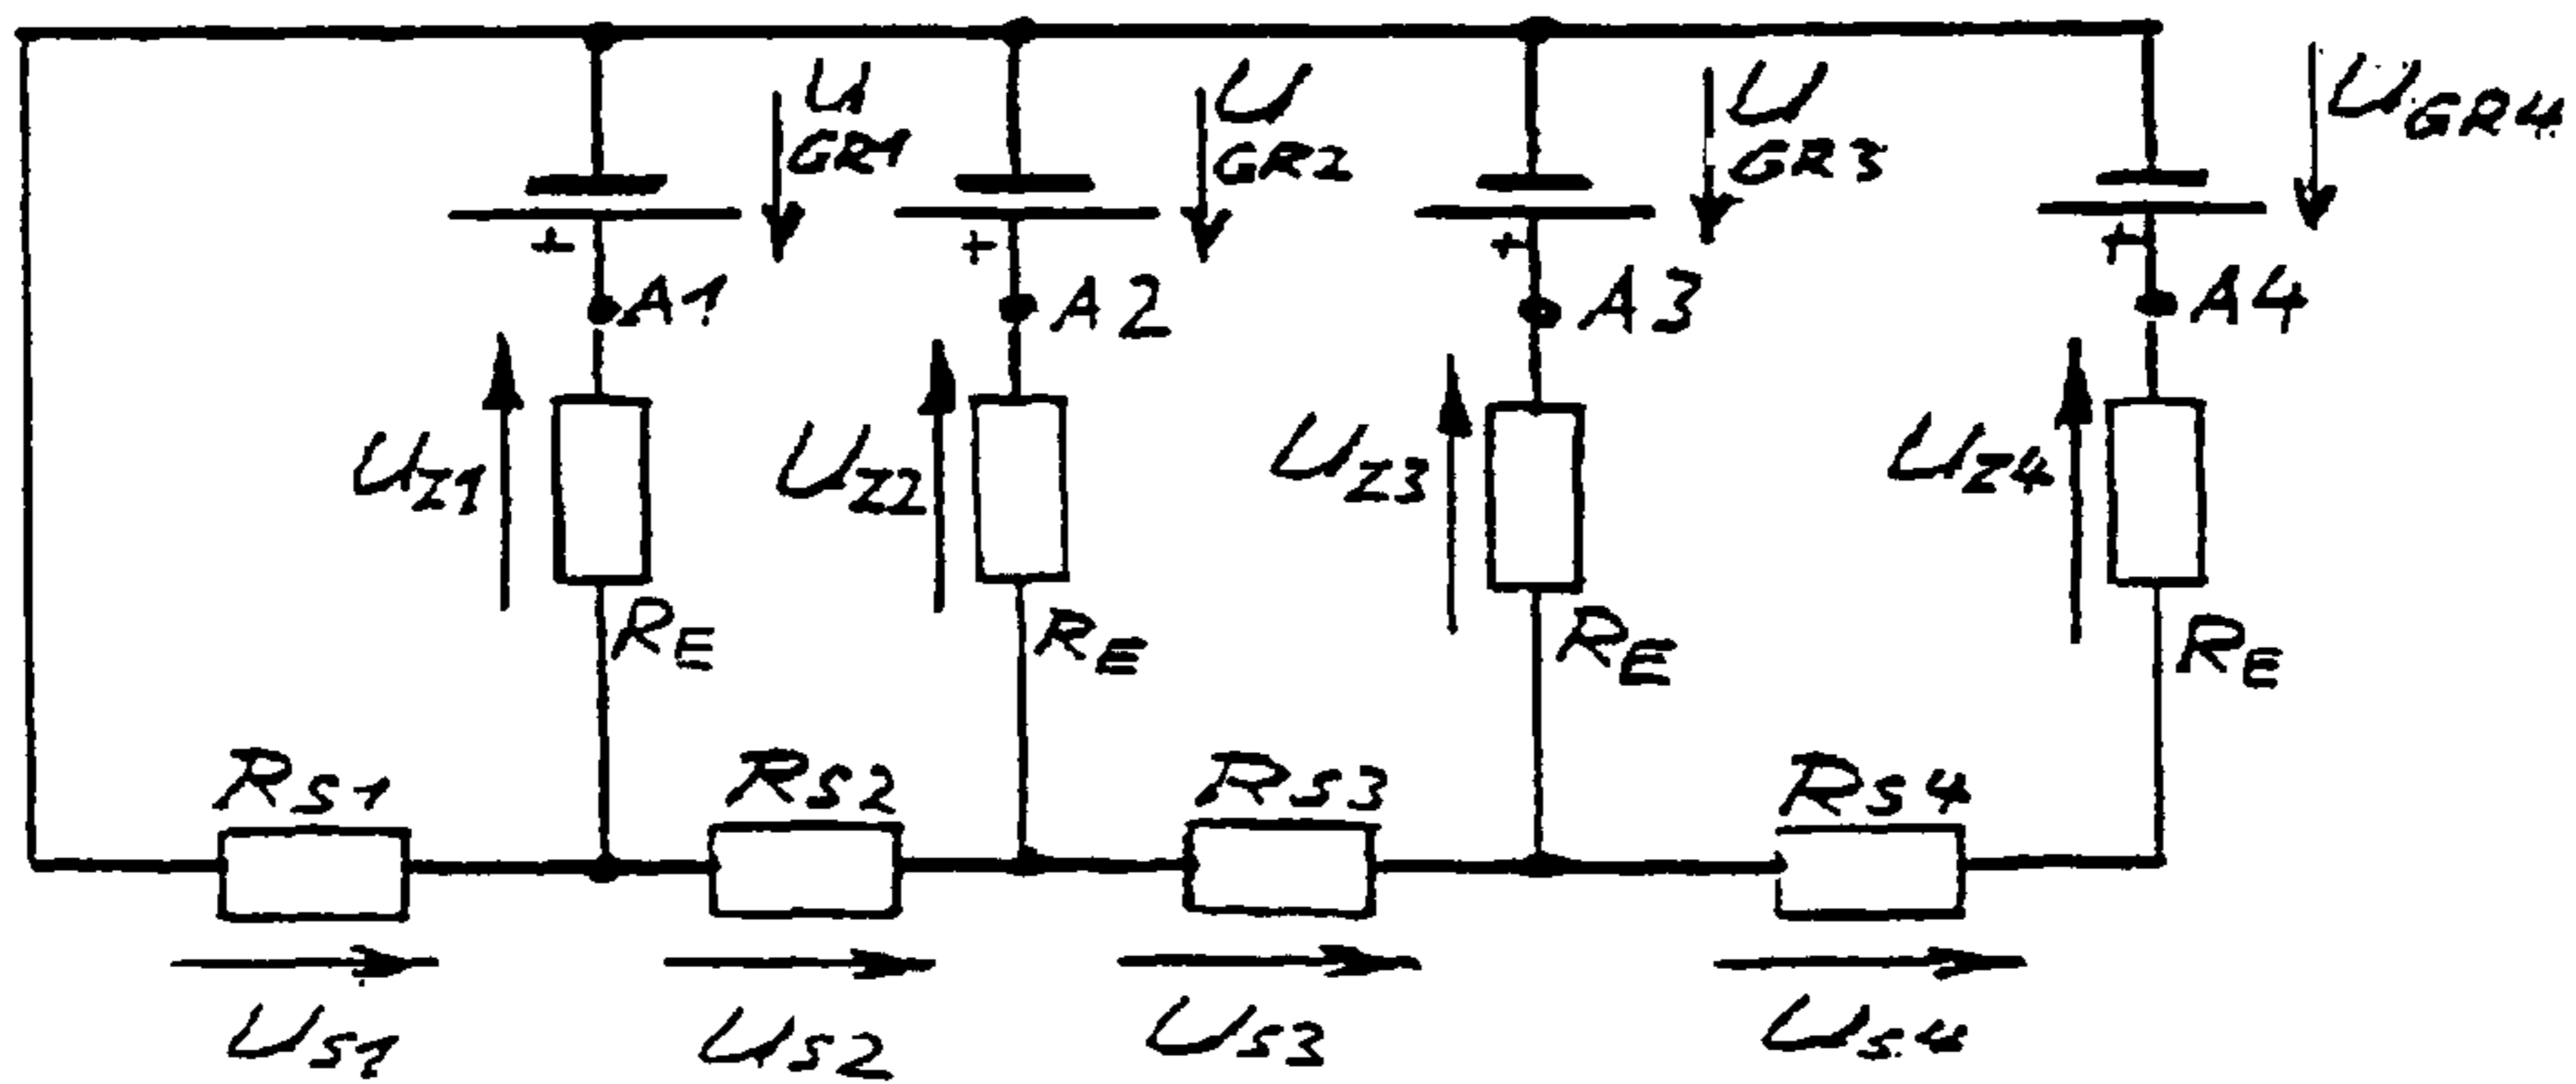 U GR1
U GR2
U GR3
UGR4
+
+
+
+
A1
A2
A3
A4
UZ1
UZ2
UZ3
UZ4
RE
RE
RE
RE
RS1
RS2
RS3
RS4
US1
US2
US3
US4